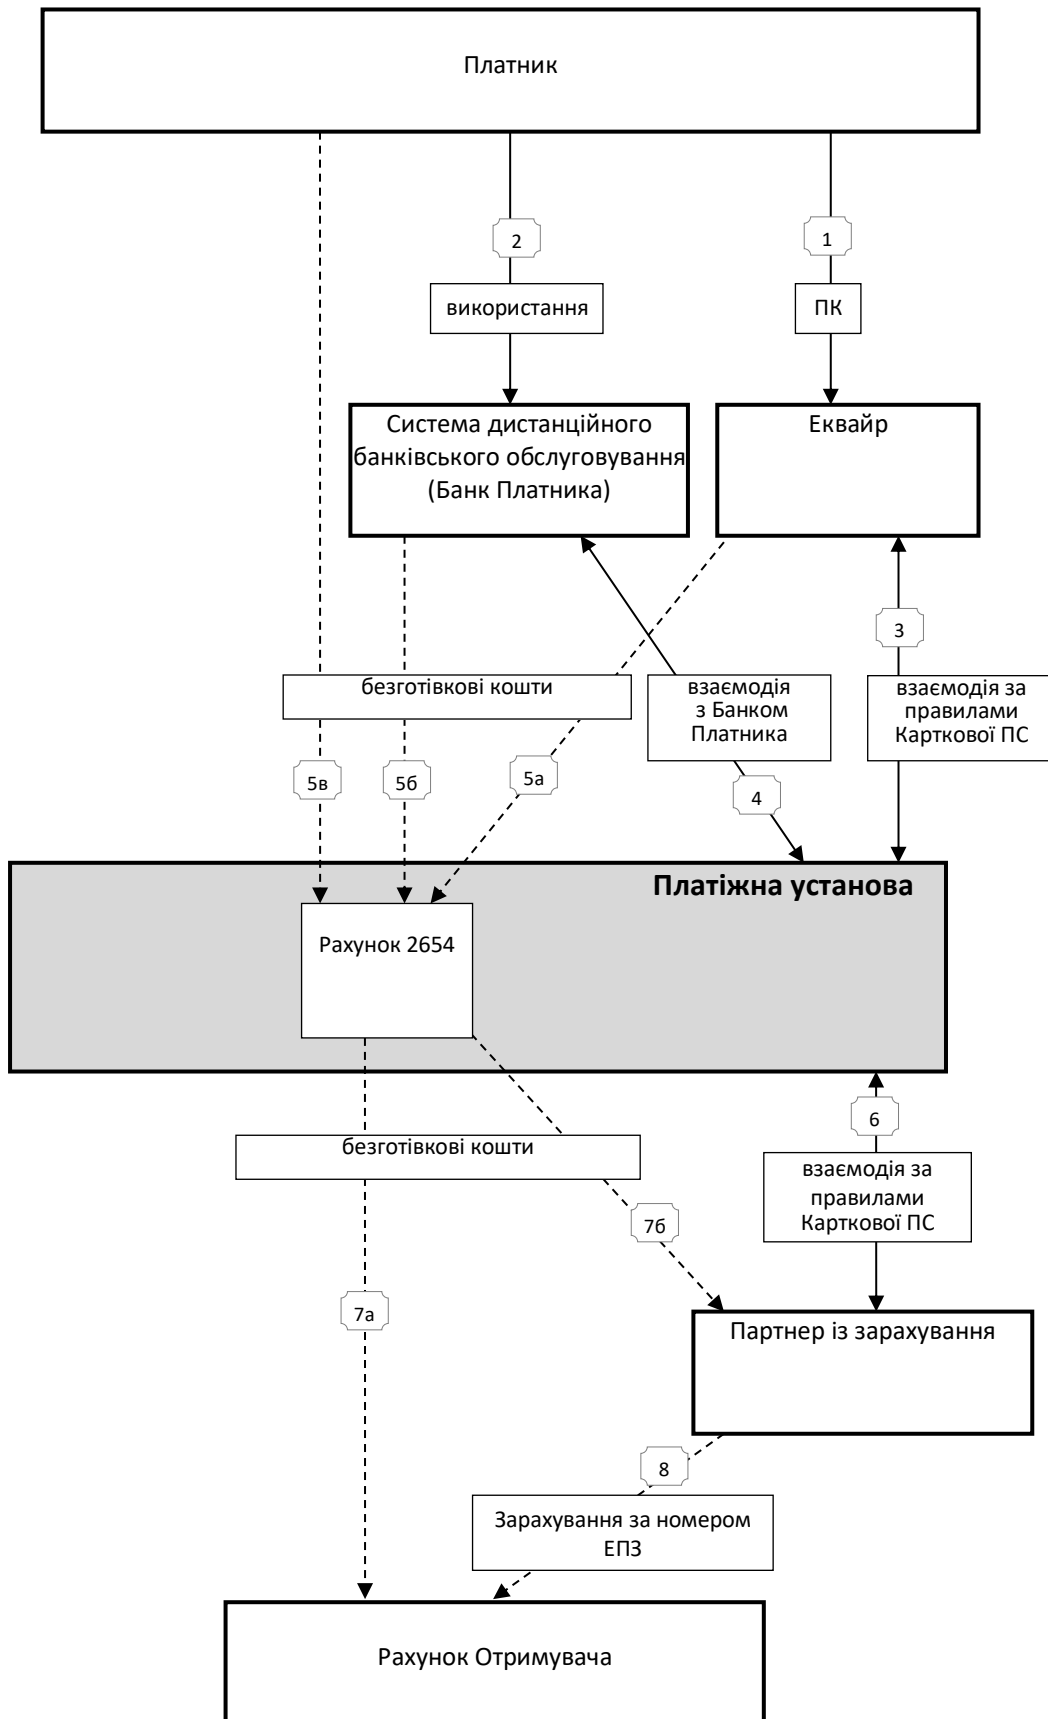 Платник
2
1
використання
ПК
Система дистанційного
банківського обслуговування
(Банк Платника)
Еквайр
3
безготівкові кошти
взаємодія
з Банком
Платника
взаємодія за
правилами
Карткової ПС
5в
5б
5а
4
Платіжна установа
Рахунок 2654
6
безготівкові кошти
взаємодія за
правилами
Карткової ПС
7б
7а
Партнер із зарахування
8
Зарахування за номером
ЕПЗ
Рахунок Отримувача